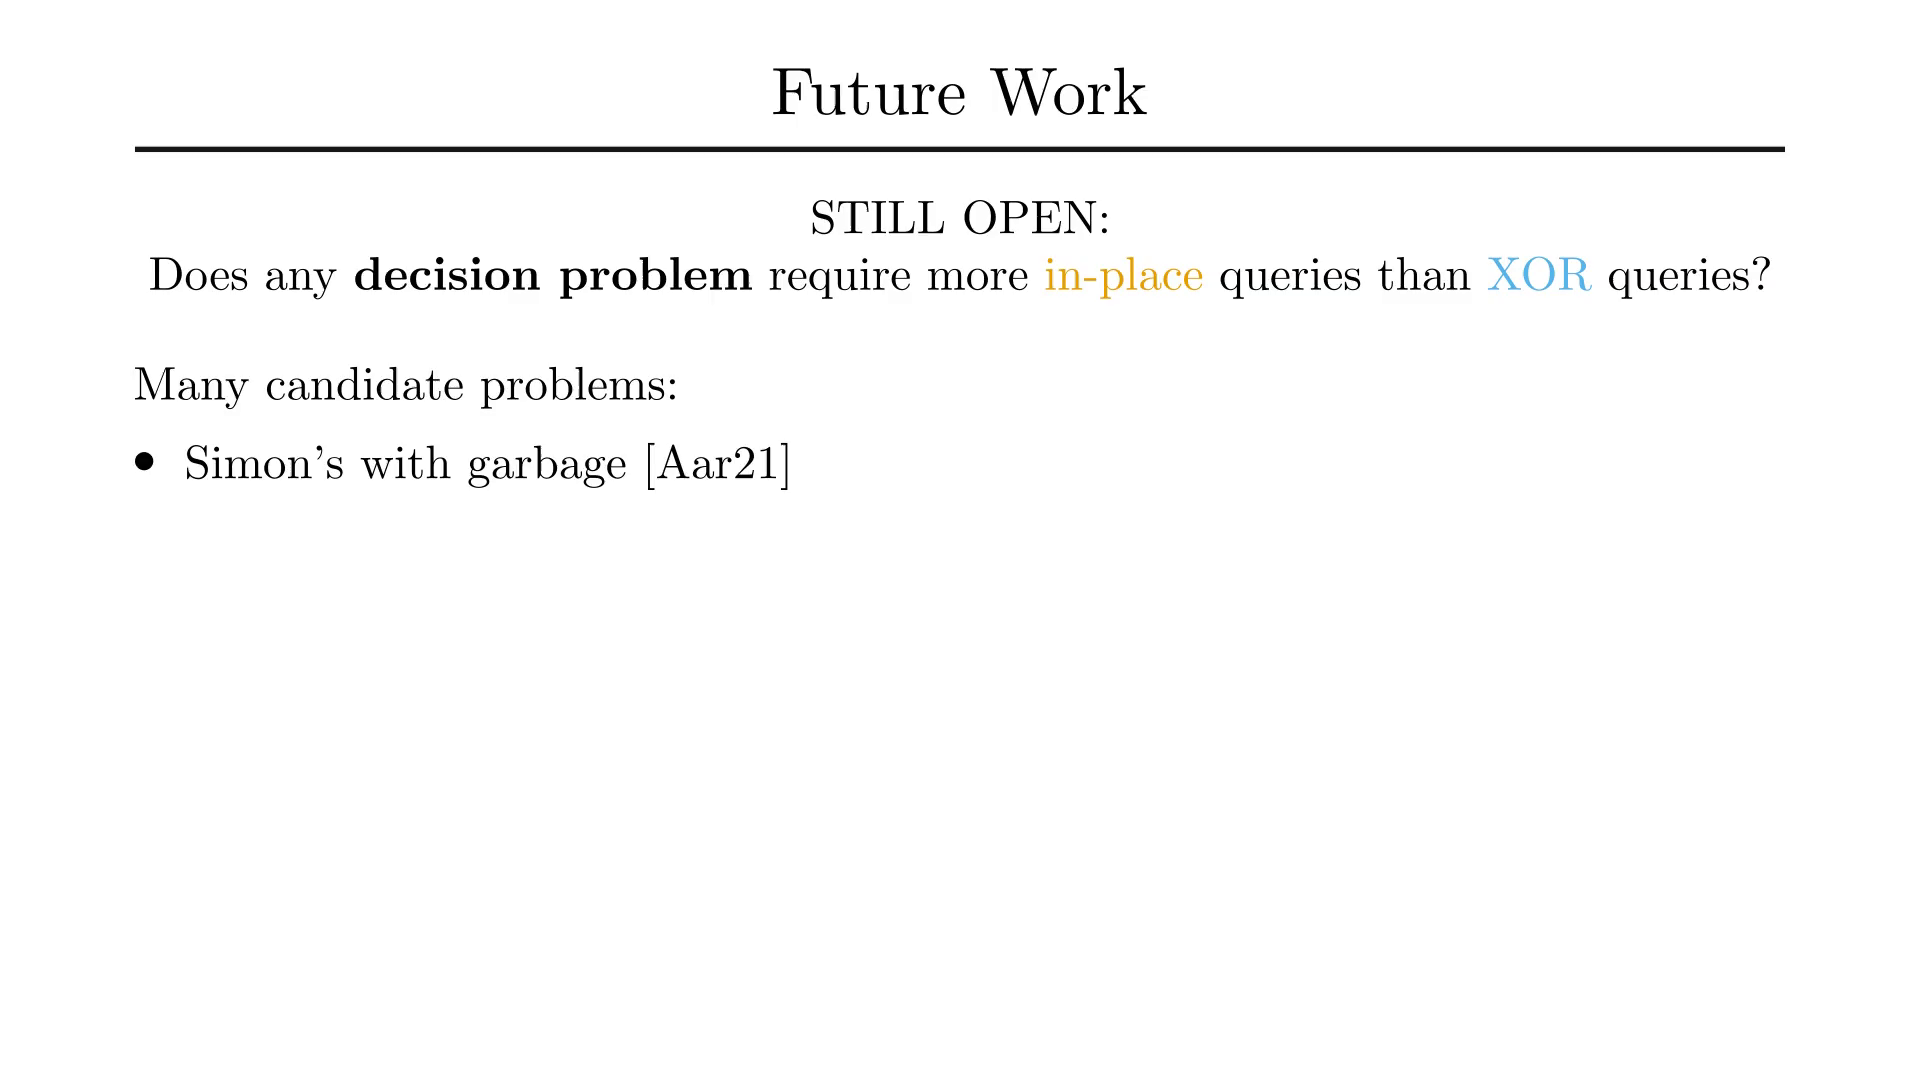 Future Work
STILL OPEN:
Does any decision problem require more in-place queries than XOR queries?
Many candidate problems:
• Simon's with garbage [Aar21]